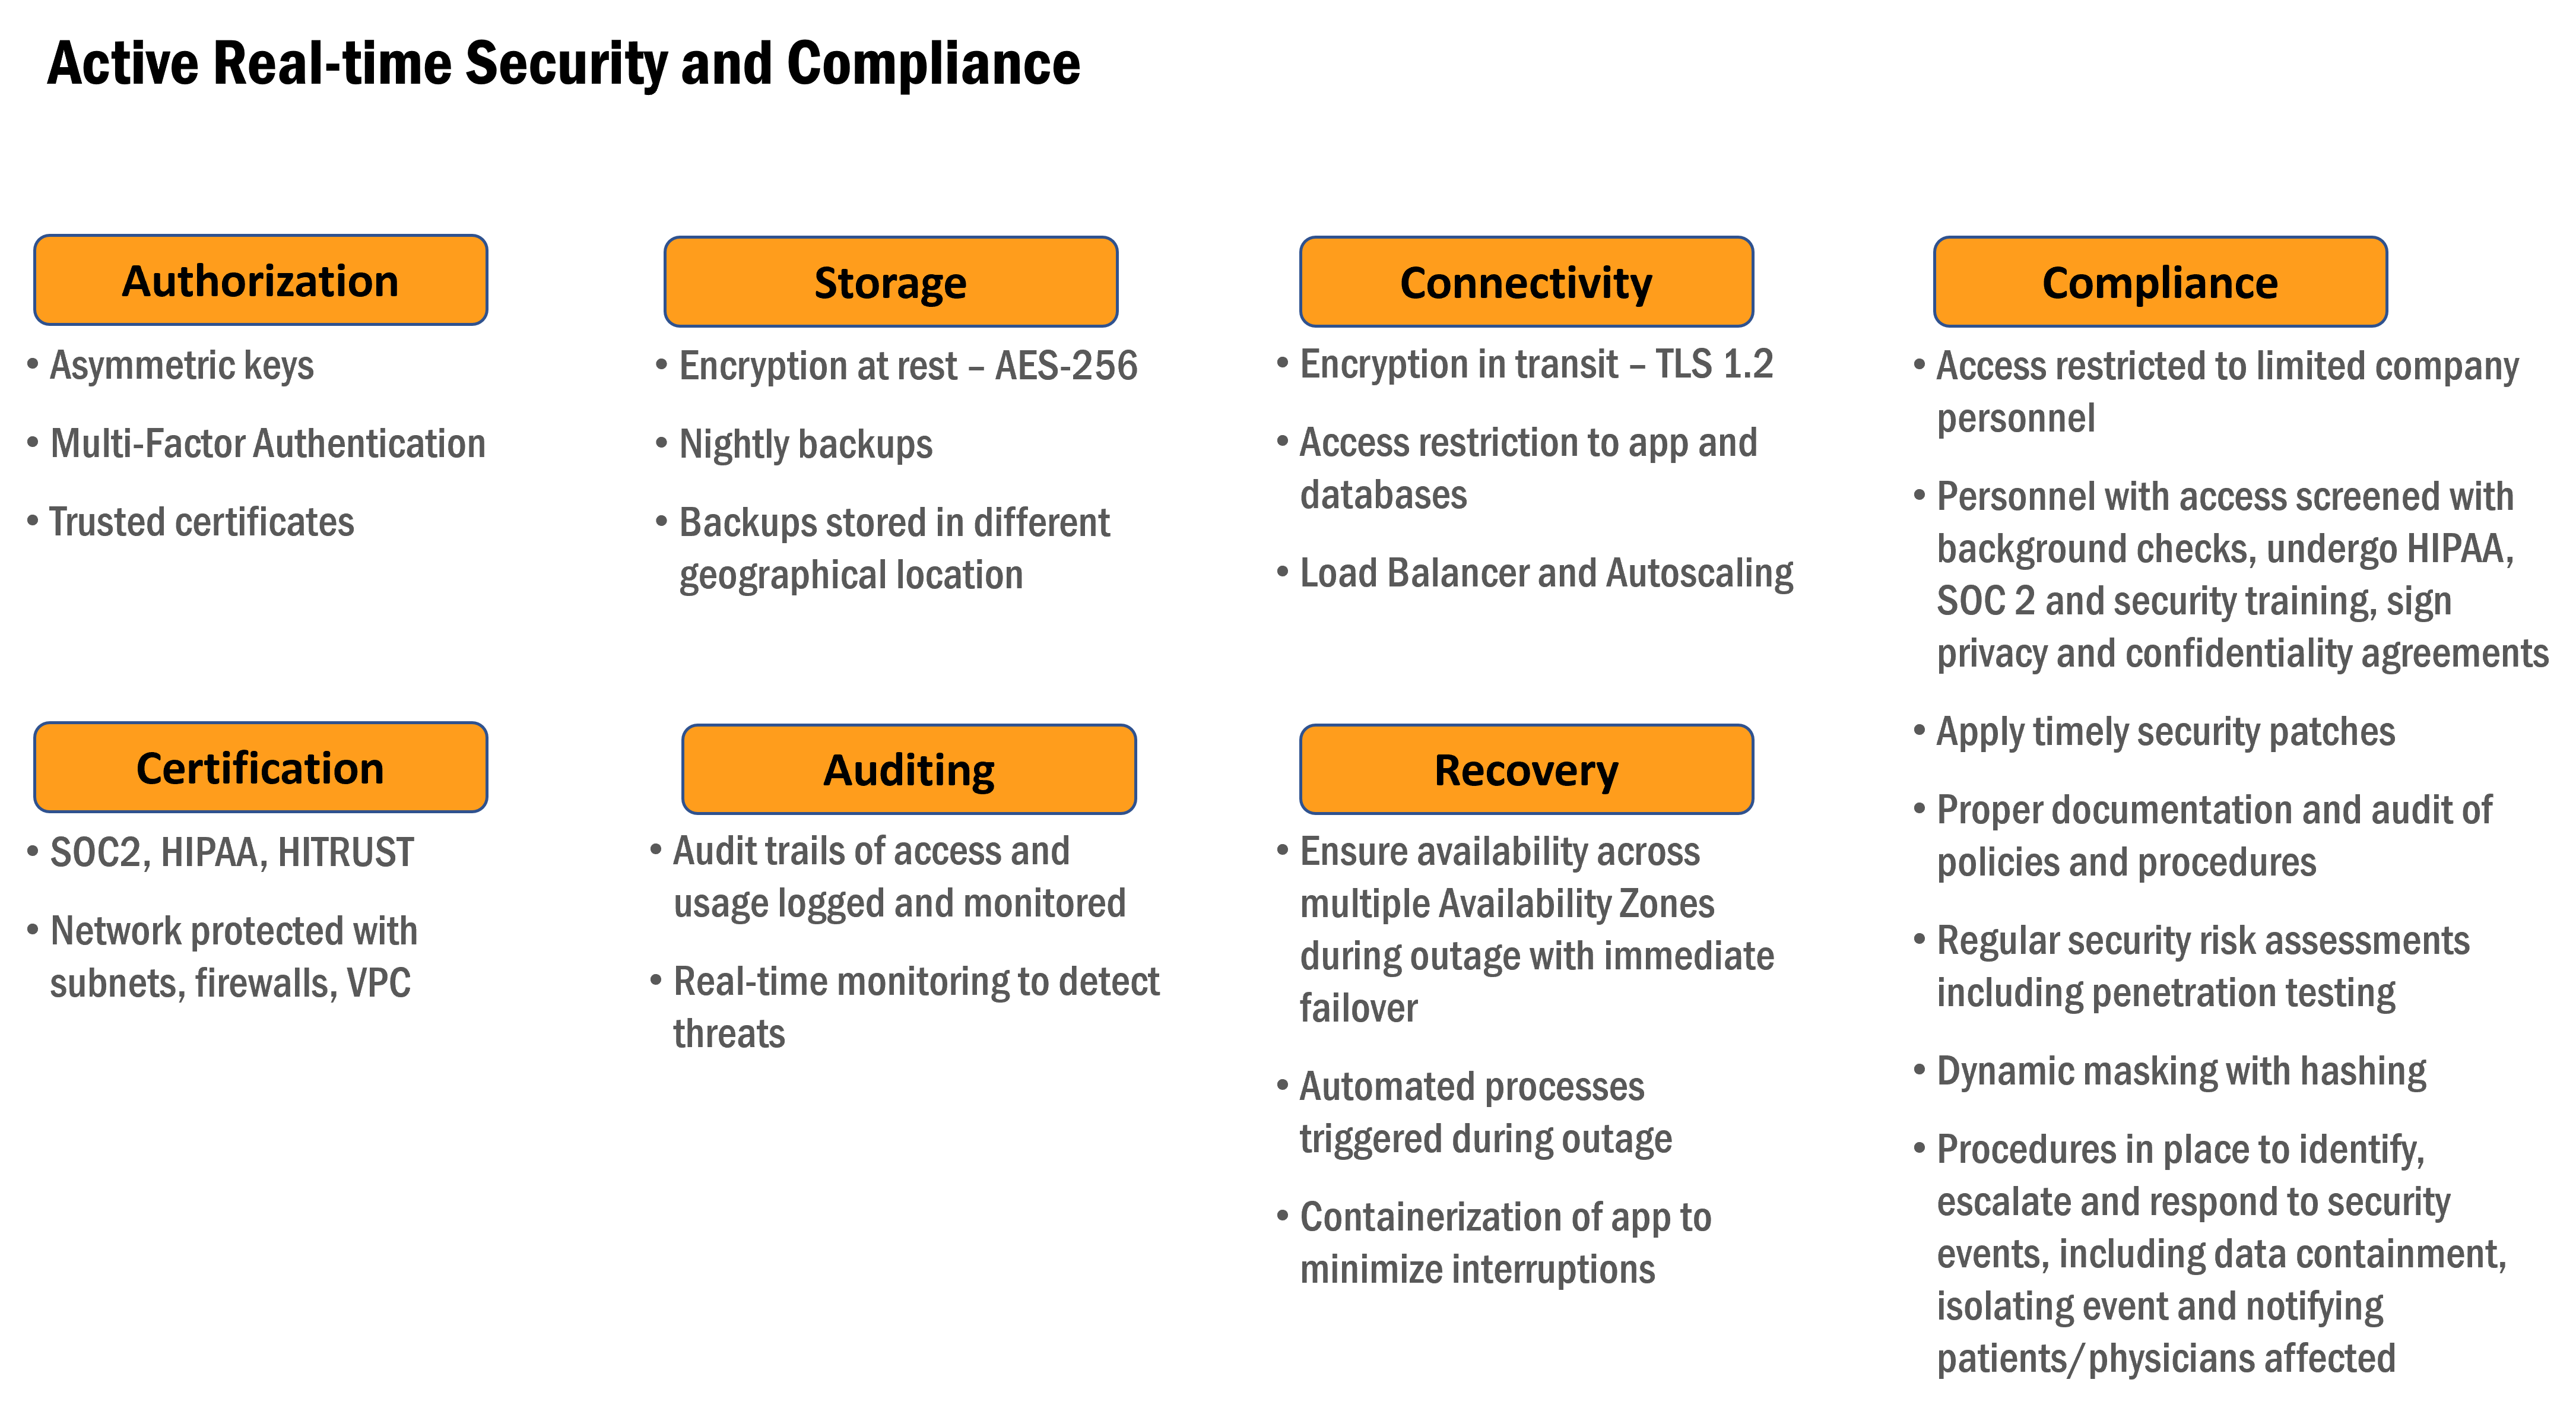 Active Real-time Security and Compliance
Authorization
• Asymmetric keys
• Multi-Factor Authentication
• Trusted certificates
Storage
• Encryption at rest – AES-256
• Nightly backups
• Backups stored in different
geographical location
Connectivity
• Encryption in transit – TLS 1.2
• Access restriction to app and
databases
• Load Balancer and Autoscaling
Compliance
• Access restricted to limited company
personnel
• Personnel with access screened with
background checks, undergo HIPAA,
SOC 2 and security training, sign
privacy and confidentiality agreements
• Apply timely security patches
• Proper documentation and audit of
policies and procedures
• Regular security risk assessments
including penetration testing
• Dynamic masking with hashing
• Procedures in place to identify,
escalate and respond to security
events, including data containment,
isolating event and notifying
patients/physicians affected
Certification
• SOC2, HIPAA, HITRUST
• Network protected with
subnets, firewalls, VPC
Auditing
• Audit trails of access and
usage logged and monitored
• Real-time monitoring to detect
threats
Recovery
• Ensure availability across
multiple Availability Zones
during outage with immediate
failover
• Automated processes
triggered during outage
• Containerization of app to
minimize interruptions